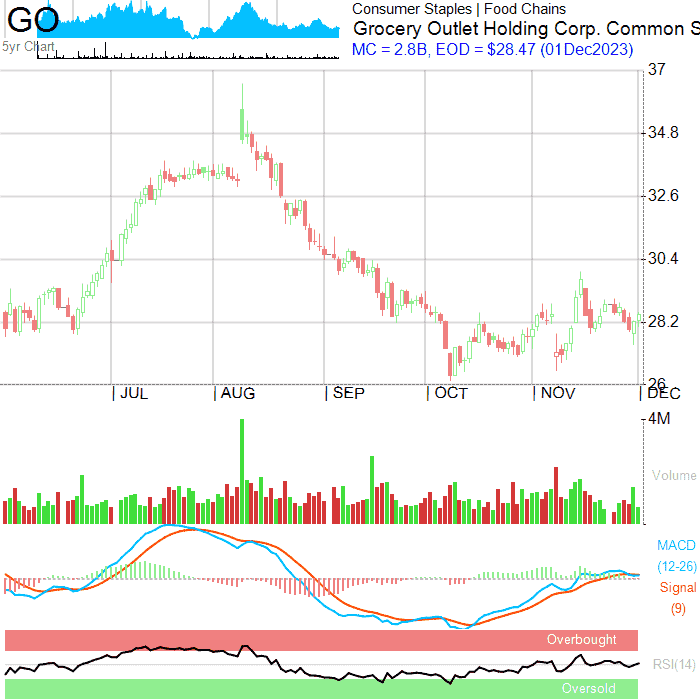 GO
Consumer Staples | Food Chains
Grocery Outlet Holding Corp. Common S
5yr Chart
MC = 2.8B, EOD = $28.47 (01Dec2023)
37
34.8
32.6
30.4
28.2
26
| JUL | AUG | SEP | OCT | NOV | DEC
4M
Volume
MACD
(12-26)
Signal
(9)
Overbought
RSI(14)
Oversold